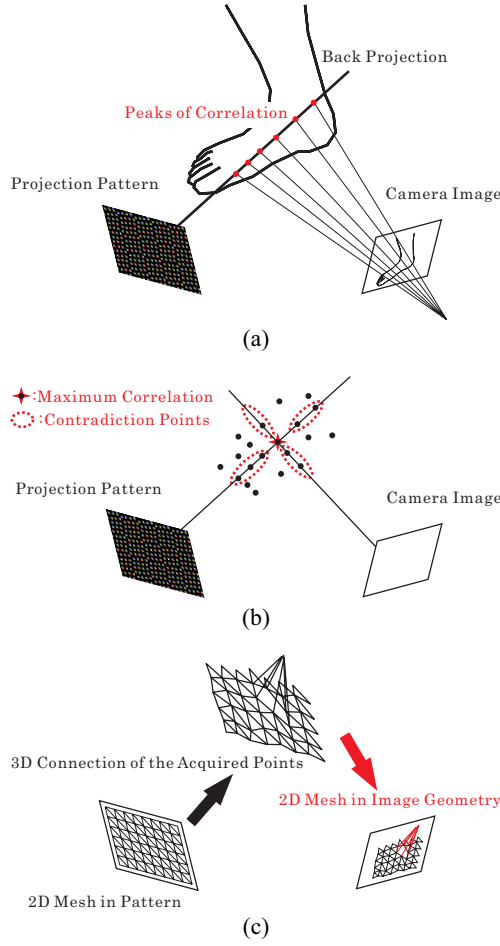 Back Projection
Peaks of Correlation
Projection Pattern
Camera Image
(a)
:Maximum Correlation
:Contradiction Points
Projection Pattern
Camera Image
(b)
3D Connection of the Acquired Points
2D Mesh in Image Geometry
2D Mesh in Pattern
(c)